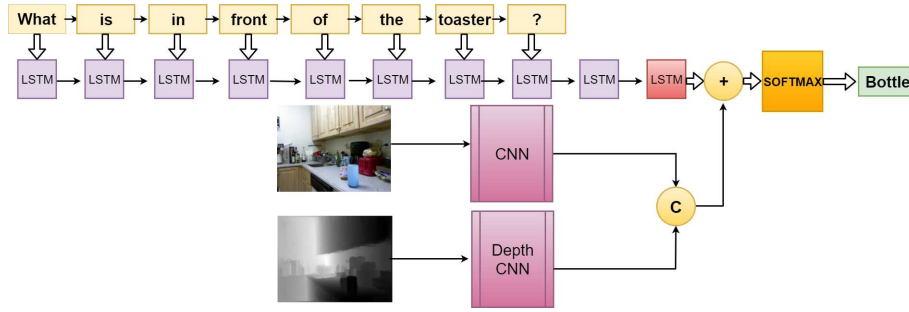 What is in front of the toaster ?
LSTM LSTM LSTM LSTM LSTM LSTM LSTM LSTM LSTM LSTM + SOFTMAX Bottle
CNN
C
Depth
CNN